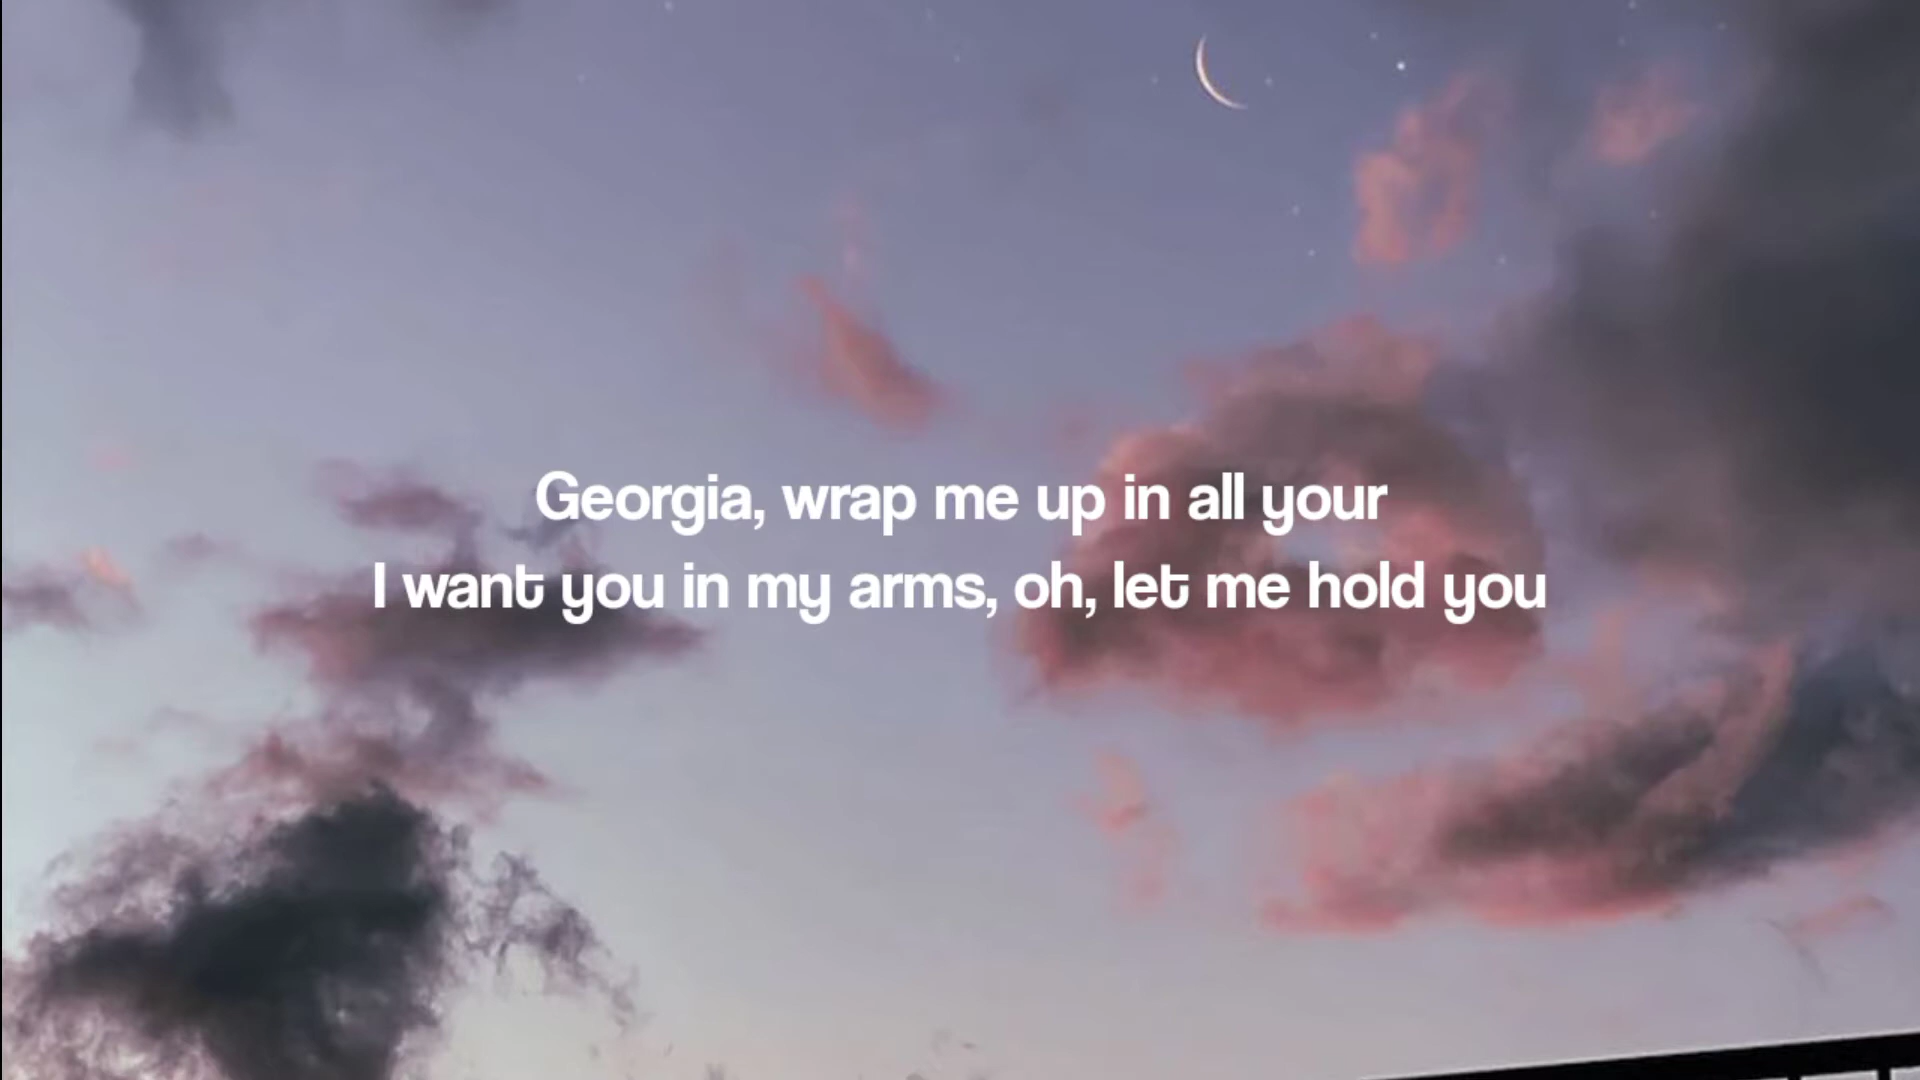 Georgia, wrap me up in all your
I want you in my arms, oh, let me hold you